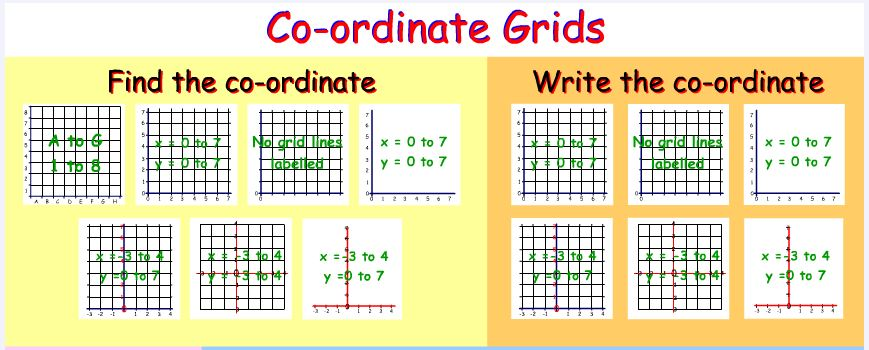 Co-ordinate Grids
Find the co-ordinate
A to G
1 to 8
x = 0 to 7
y = 0 to 7
No grid lines
labelled
x = 0 to 7
y = 0 to 7
x = -3 to 4
y = 0 to 7
x = -3 to 4
y = -3 to 4
x = -3 to 4
y = 0 to 7
Write the co-ordinate
x = 0 to 7
y = 0 to 7
No grid lines
labelled
x = 0 to 7
y = 0 to 7
x = -3 to 4
y = 0 to 7
x = -3 to 4
y = -3 to 4
x = -3 to 4
y = 0 to 7